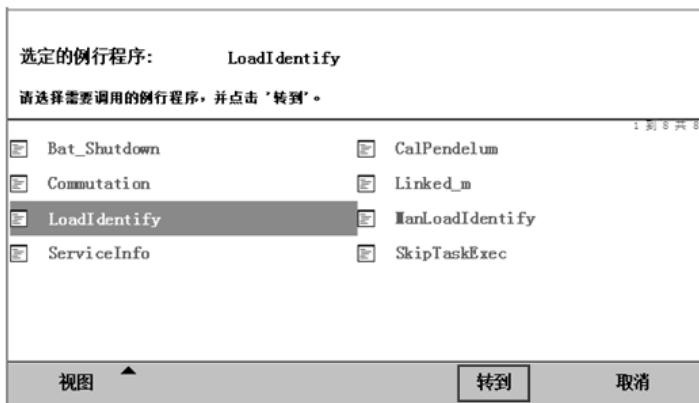 选定的例行程序: LoadIdentify
请选择需要调用的例行程序，并点击'转到'。
1 到 8 共 8
Bat_Shutdown CalPendelum
Commutation Linked_m
LoadIdentify ManLoadIdentify
ServiceInfo SkipTaskExec
视图 转到 取消